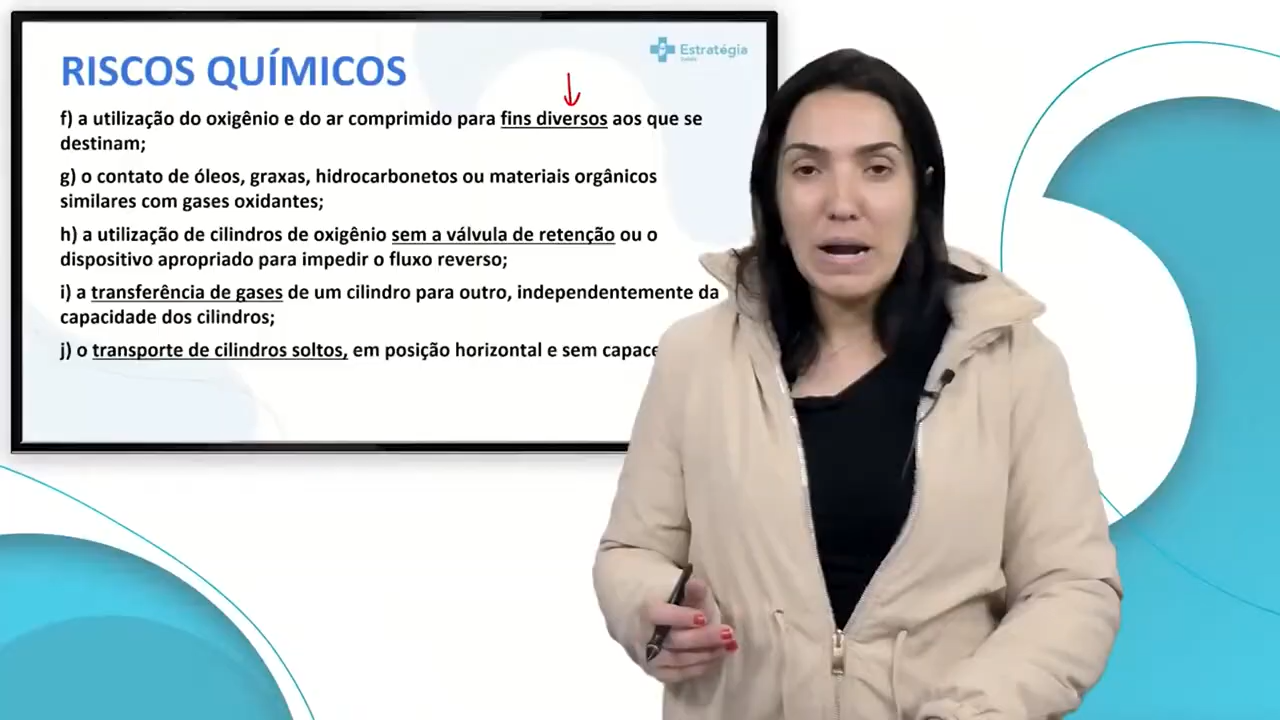 RISCOS QUÍMICOS
Estratégia
f) a utilização do oxigênio e do ar comprimido para fins diversos aos que se
destinam;
g) o contato de óleos, graxas, hidrocarbonetos ou materiais orgânicos
similares com gases oxidantes;
h) a utilização de cilindros de oxigênio sem a válvula de retenção ou o
dispositivo apropriado para impedir o fluxo reverso;
i) a transferência de gases de um cilindro para outro, independentemente da
capacidade dos cilindros;
j) o transporte de cilindros soltos, em posição horizontal e sem